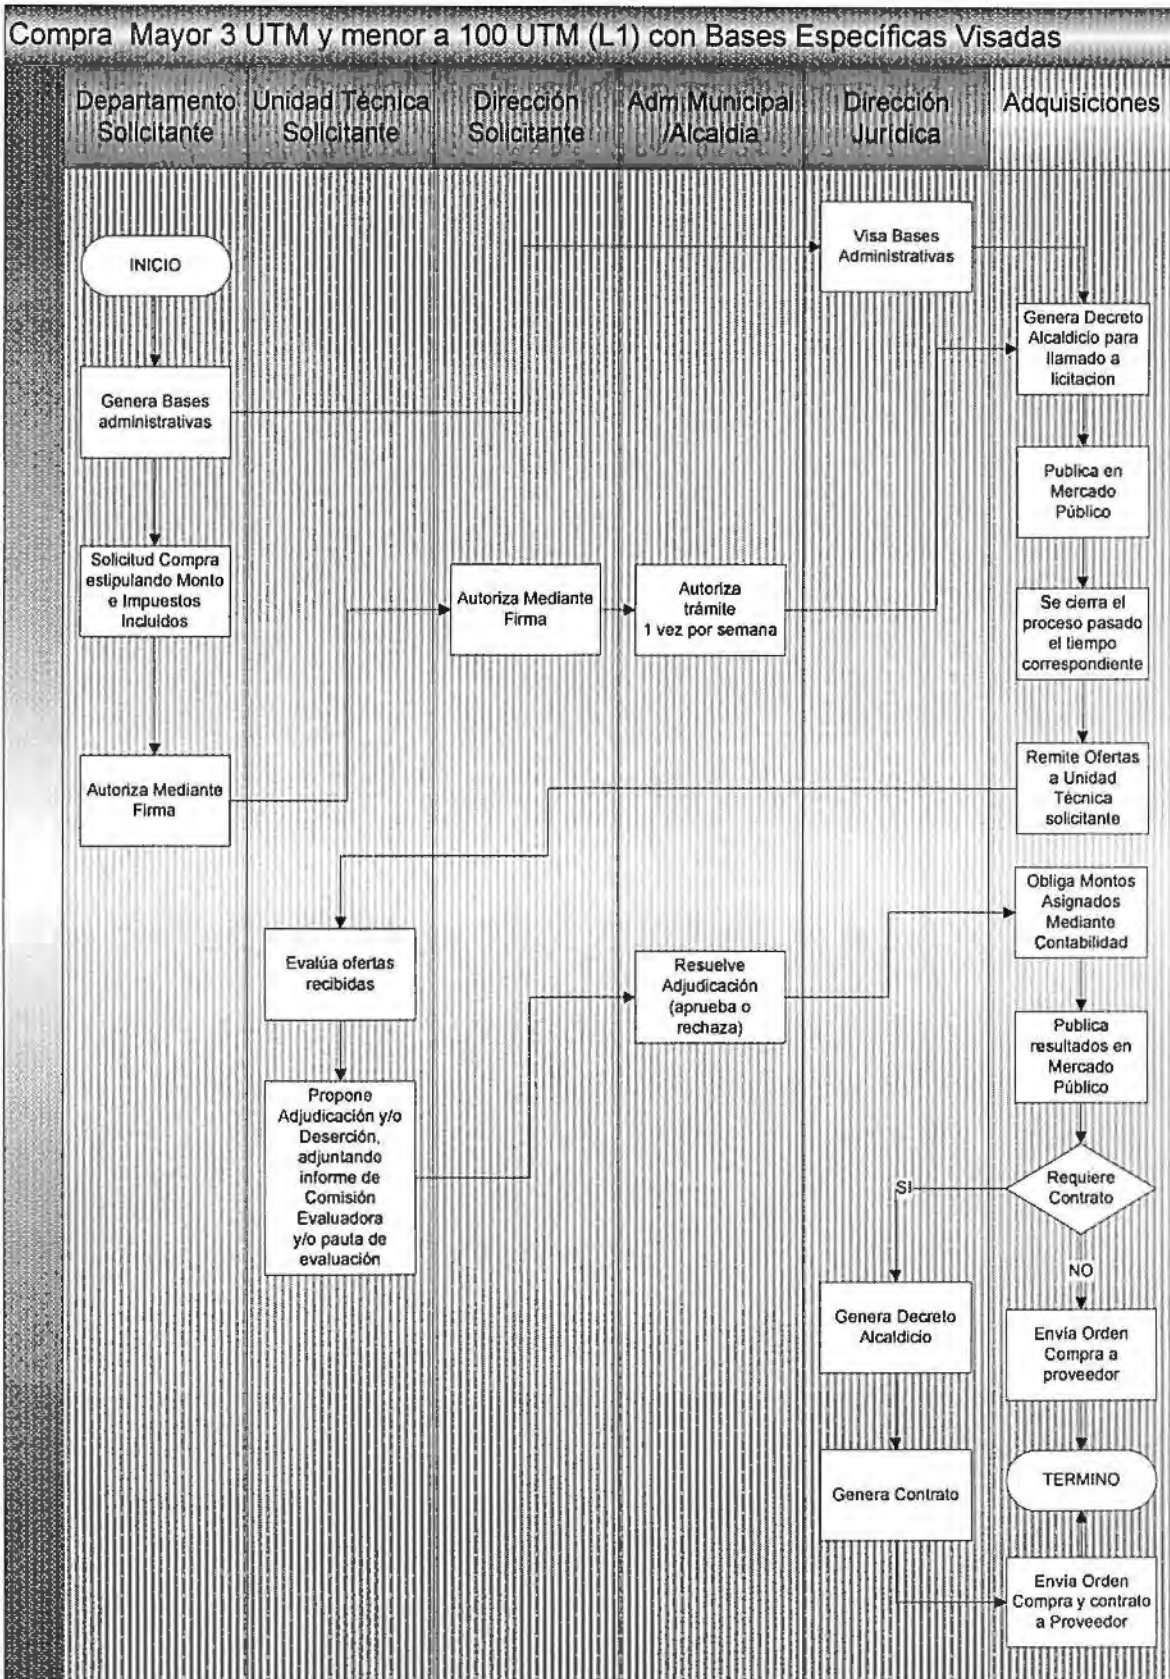 Compra Mayor 3 UTM y menor a 100 UTM (L1) con Bases Específicas Visadas
Departamento
Solicitante
Unidad Técnica
Solicitante
Dirección
Solicitante
Adm.Municipal
/Alcaldia
Dirección
Jurídica
Adquisiciones
INICIO
Visa Bases
Administrativas
Genera Decreto
Alcaldicio para
llamado a
licitacion
Genera Bases
administrativas
Publica en
Mercado
Público
Solicitud Compra
estipulando Monto
e Impuestos
Incluidos
Autoriza Mediante
Firma
Autoriza
trámite
1 vez por semana
Se cierra el
proceso pasado
el tiempo
correspondiente
Autoriza Mediante
Firma
Remite Ofertas
a Unidad
Técnica
solicitante
Obliga Montos
Asignados
Mediante
Contabilidad
Evalúa ofertas
recibidas
Resuelve
Adjudicación
(aprueba o
rechaza)
Publica
resultados en
Mercado
Público
Propone
Adjudicación y/o
Deserción,
adjuntando
informe de
Comisión
Evaluadora
y/o pauta de
evaluación
Requiere
Contrato
SI
NO
Genera Decreto
Alcaldicio
Envía Orden
Compra a
proveedor
Genera Contrato
TERMINO
Envía Orden
Compra y contrato
a Proveedor